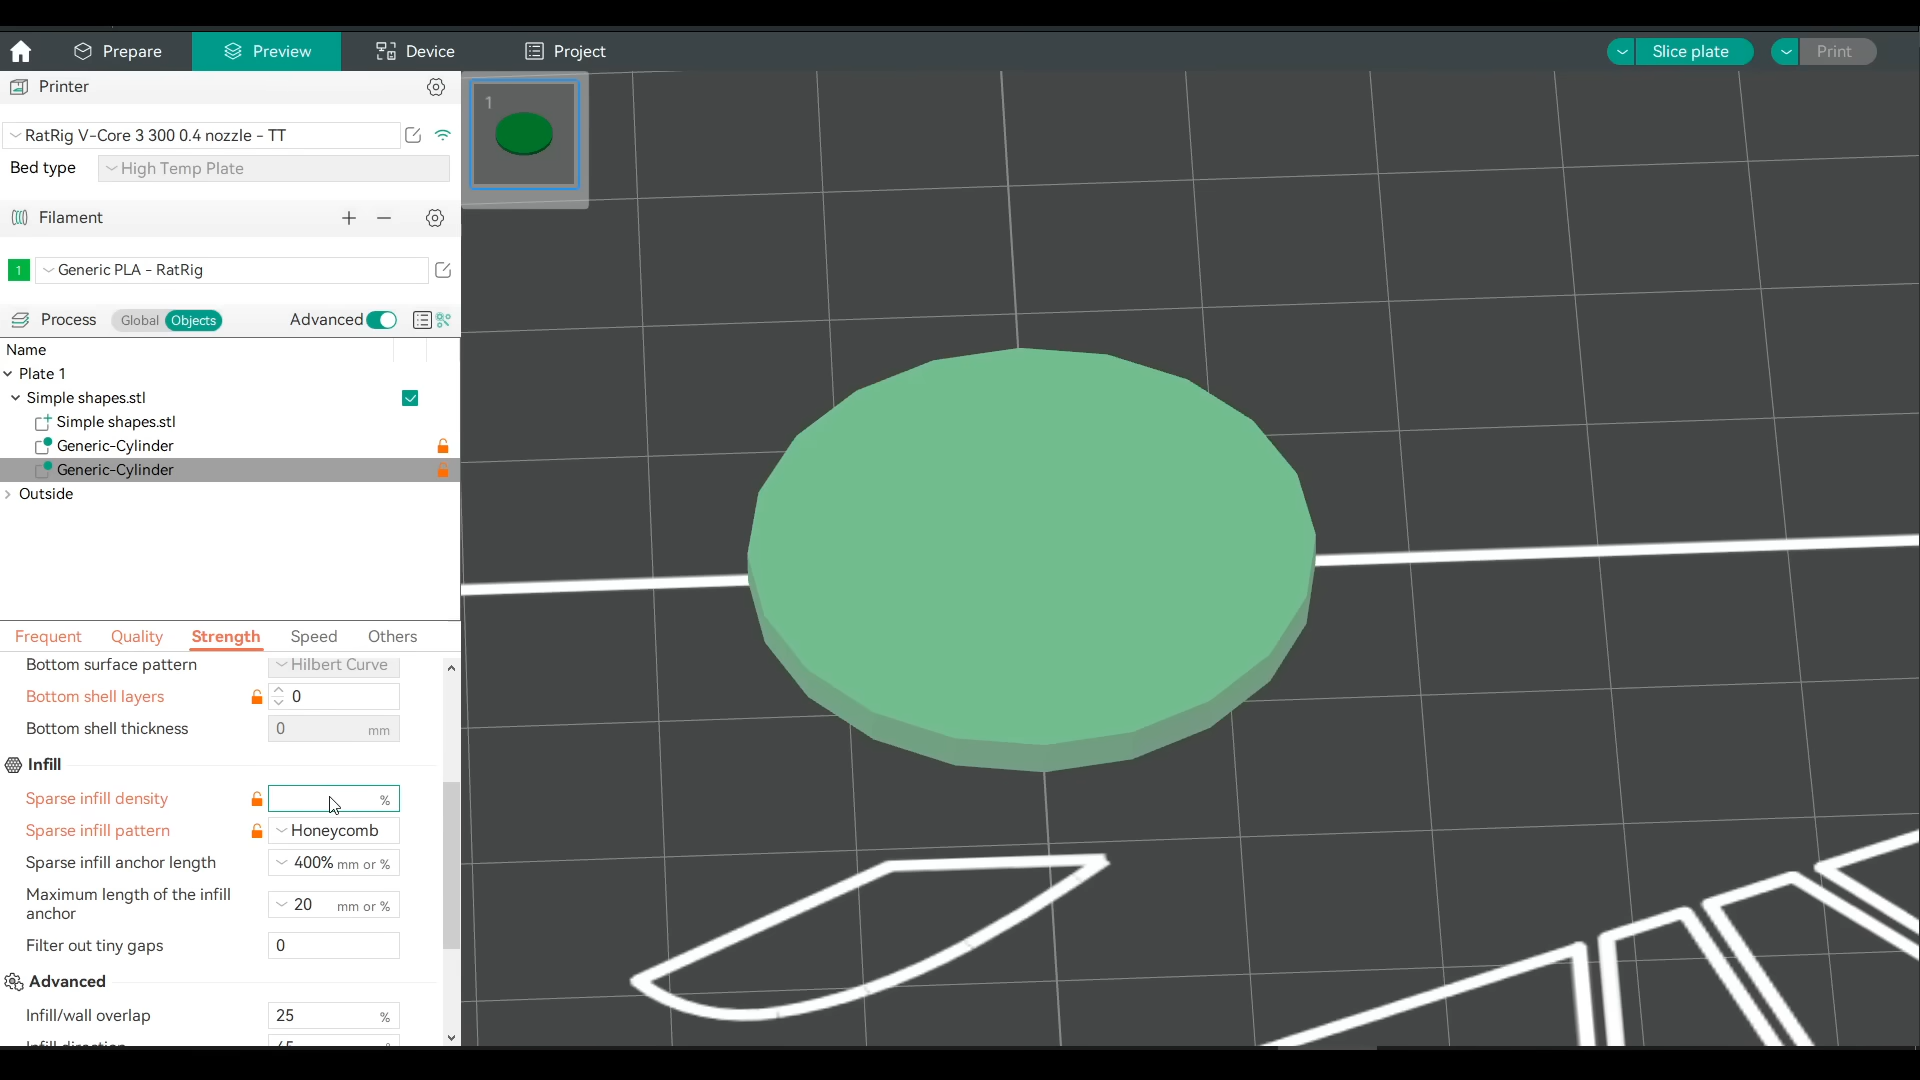 Prepare Preview Device Project Slice plate Print
Printer
1
RatRig V-Core 3 300 0.4 nozzle - TT
Bed type High Temp Plate
Filament
1 Generic PLA - RatRig
Process Global Objects Advanced
Name
Plate 1
Simple shapes.stl
Simple shapes.stl
Generic-Cylinder
Generic-Cylinder
Outside
Frequent Quality Strength Speed Others
Bottom surface pattern Hilbert Curve
Bottom shell layers 0
Bottom shell thickness 0 mm
Infill
Sparse infill density %
Sparse infill pattern Honeycomb
Sparse infill anchor length 400% mm or %
Maximum length of the infill
anchor 20 mm or %
Filter out tiny gaps 0
Advanced
Infill/wall overlap 25 %